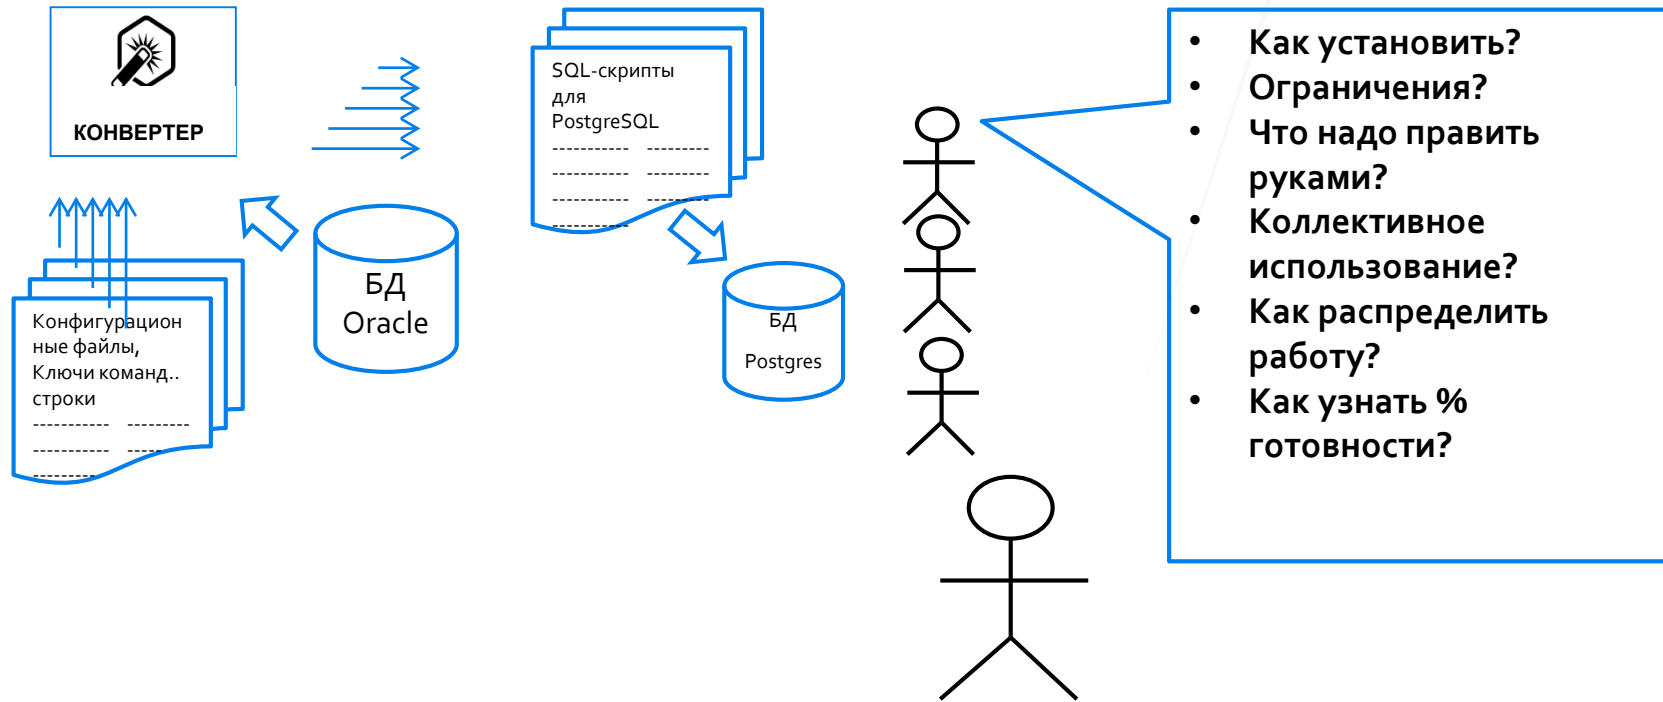 КОНВЕРТЕР
SQL-скрипты
для
PostgreSQL
----------- ---------
----------- ---------
----------- ---------
-----------
Конфигурацион
ные файлы,
Ключи команд..
строки
----------- ---------
----------- -----
---------
БД
Oracle
БД
Postgres
• Как установить?
• Ограничения?
• Что надо править
руками?
• Коллективное
использование?
• Как распределить
работу?
• Как узнать %
готовности?